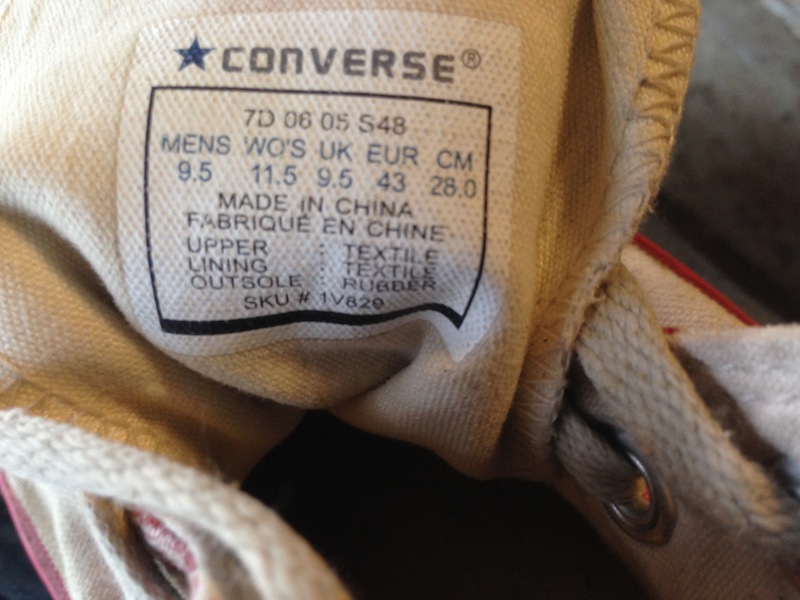 CONVERSE®
7D 06 05 S48
MENS WO'S UK EUR CM
9.5 11.5 9.5 43 28.0
MADE IN CHINA
FABRIQUÉ EN CHINE
UPPER : TEXTILE
LINING : TEXTILE
OUTSOLE : RUBBER
SKU # 1V829